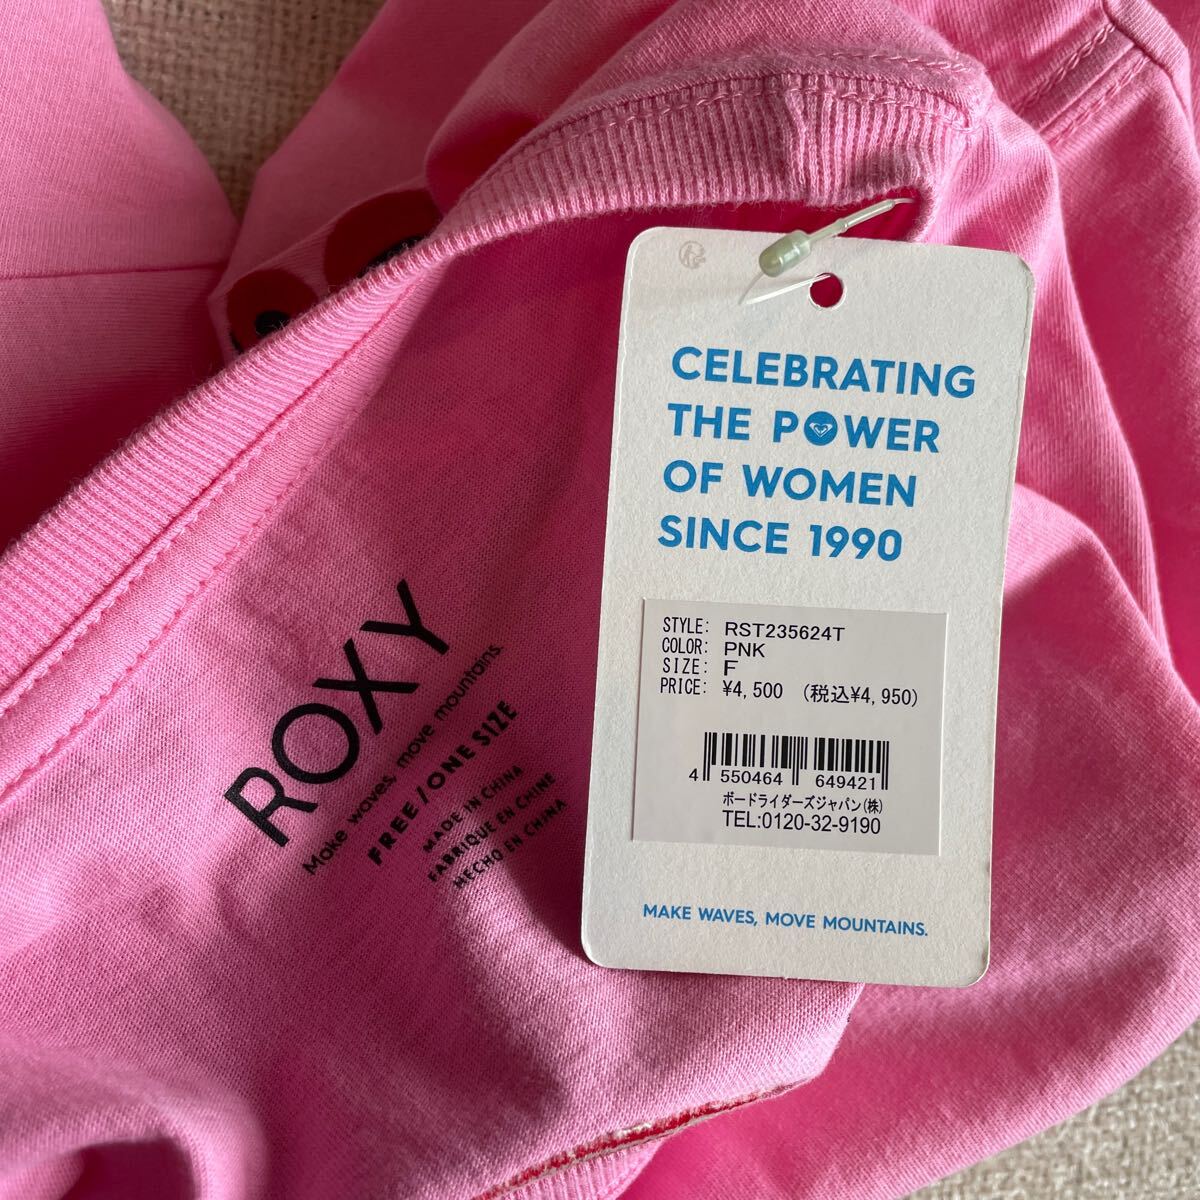 CELEBRATING
THE POWER
OF WOMEN
SINCE 1990
STYLE: RST235624T
COLOR: PNK
SIZE: F
PRICE: ¥4,500 (税込¥4,950)
4 550464 649421
ボードライダーズジャパン(株)
TEL:0120-32-9190
MAKE WAVES, MOVE MOUNTAINS.
ROXY
Make waves, move mountains.
FREE/ONE SIZE
MADE IN CHINA
FABRIQUE EN CHINE
HECHO EN CHINA